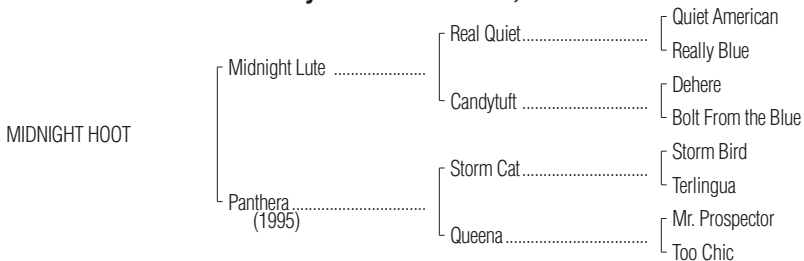 Quiet American
Real Quiet..................................
Really Blue
Midnight Lute ......................
Dehere
Candytuft ..................................
Bolt From the Blue
MIDNIGHT HOOT
Storm Bird
Storm Cat..................................
Terlingua
Panthera................................
(1995)
Mr. Prospector
Queena......................................
Too Chic